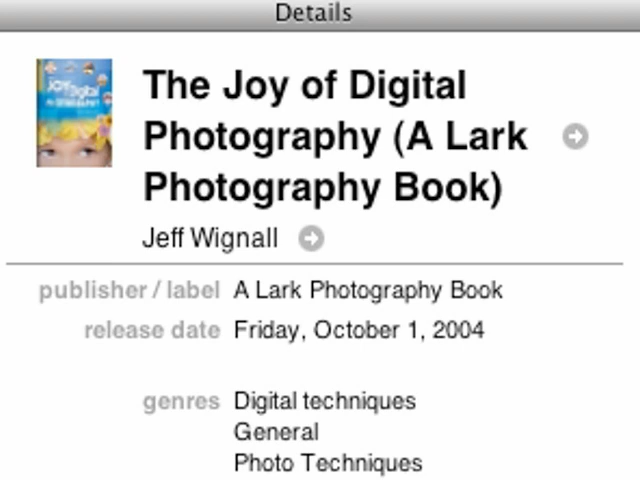 Details
The Joy of Digital
Photography (A Lark
Photography Book)
Jeff Wignall
publisher / label A Lark Photography Book
release date Friday, October 1, 2004
genres Digital techniques
General
Photo Techniques